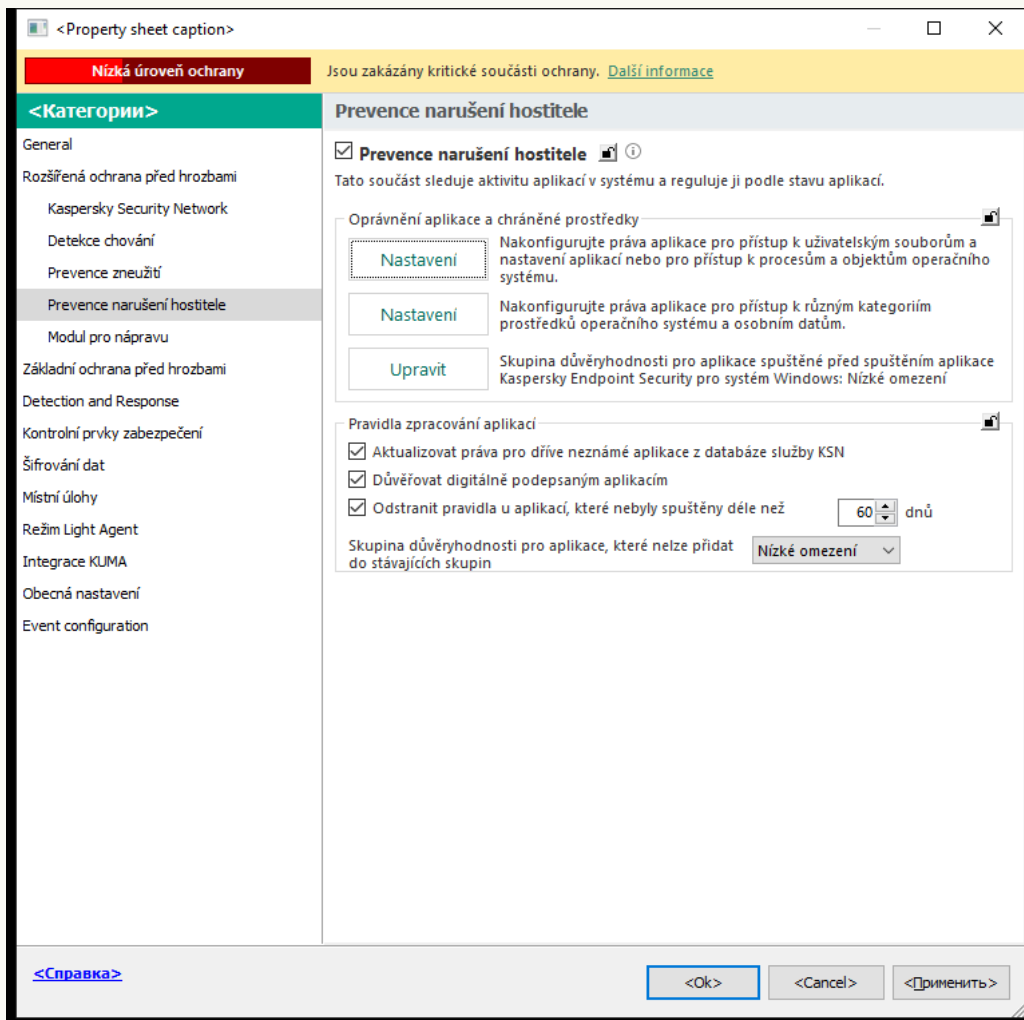 <Property sheet caption>
Nízká úroveň ochrany
Jsou zakázány kritické součásti ochrany. Další informace
<Категории>
General
Rozšířená ochrana před hrozbami
Kaspersky Security Network
Detekce chování
Prevence zneužití
Prevence narušení hostitele
Modul pro nápravu
Základní ochrana před hrozbami
Detection and Response
Kontrolní prvky zabezpečení
Šifrování dat
Místní úlohy
Režim Light Agent
Integrace KUMA
Obecná nastavení
Event configuration
Prevence narušení hostitele
Prevence narušení hostitele
Tato součást sleduje aktivitu aplikací v systému a reguluje ji podle stavu aplikací.
Oprávnění aplikace a chráněné prostředky
Nastavení
Nakonfigurujte práva aplikace pro přístup k uživatelským souborům a
nastavení aplikací nebo pro přístup k procesům a objektům operačního
systému.
Nastavení
Nakonfigurujte práva aplikace pro přístup k různým kategoriím
prostředků operačního systému a osobním datům.
Upravit
Skupina důvěryhodnosti pro aplikace spuštěné před spuštěním aplikace
Kaspersky Endpoint Security pro systém Windows: Nízké omezení
Pravidla zpracování aplikací
Aktualizovat práva pro dříve neznámé aplikace z databáze služby KSN
Důvěřovat digitálně podepsaným aplikacím
Odstranit pravidla u aplikací, které nebyly spuštěny déle než 60 dnů
Skupina důvěryhodnosti pro aplikace, které nelze přidat
do stávajících skupin
Nízké omezení
<Справка>
<Ok>
<Cancel>
<Применить>